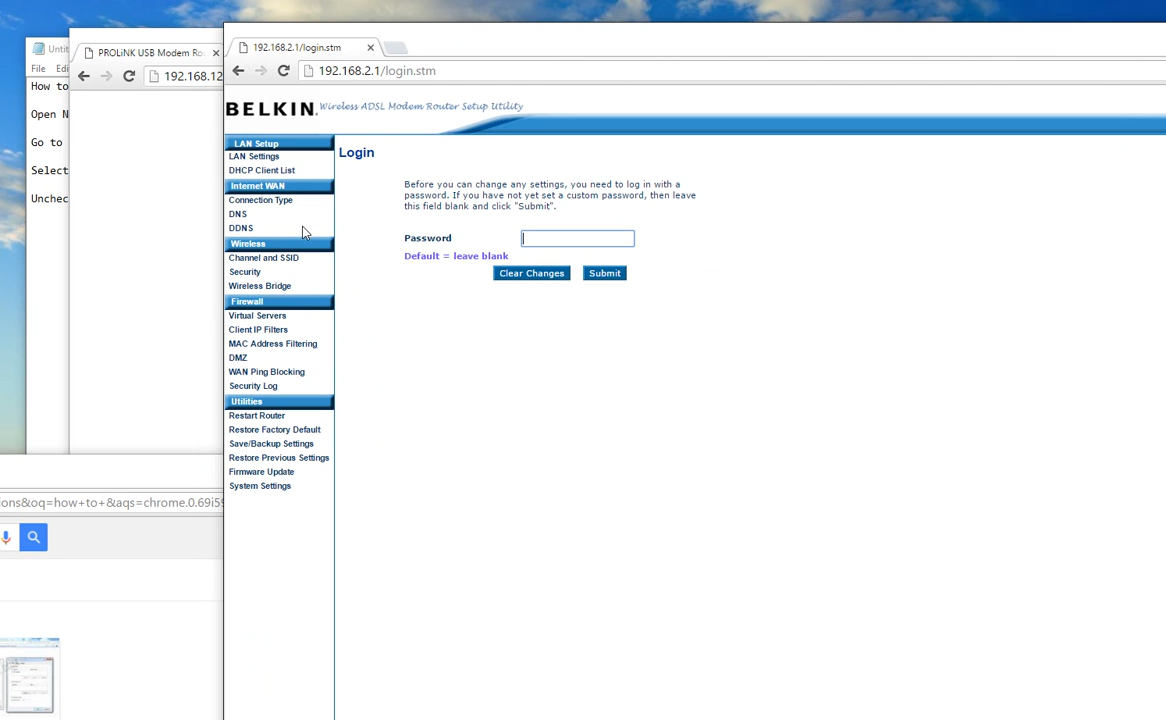 Untit
File Edi
How to
Open N
Go to
Select
Unchec
PROLiNK USB Modem Ro
192.168.12
192.168.2.1/login.stm
192.168.2.1/login.stm
BELKIN. Wireless ADSL Modem Router Setup Utility
LAN Setup
LAN Settings
DHCP Client List
Internet WAN
Connection Type
DNS
DDNS
Wireless
Channel and SSID
Security
Wireless Bridge
Firewall
Virtual Servers
Client IP Filters
MAC Address Filtering
DMZ
WAN Ping Blocking
Security Log
Utilities
Restart Router
Restore Factory Default
Save/Backup Settings
Restore Previous Settings
Firmware Update
System Settings
Login
Before you can change any settings, you need to log in with a
password. If you have not yet set a custom password, then leave
this field blank and click "Submit".
Password
Default = leave blank
Clear Changes Submit
ions&oq=how+to+&aqs=chrome.0.69i59